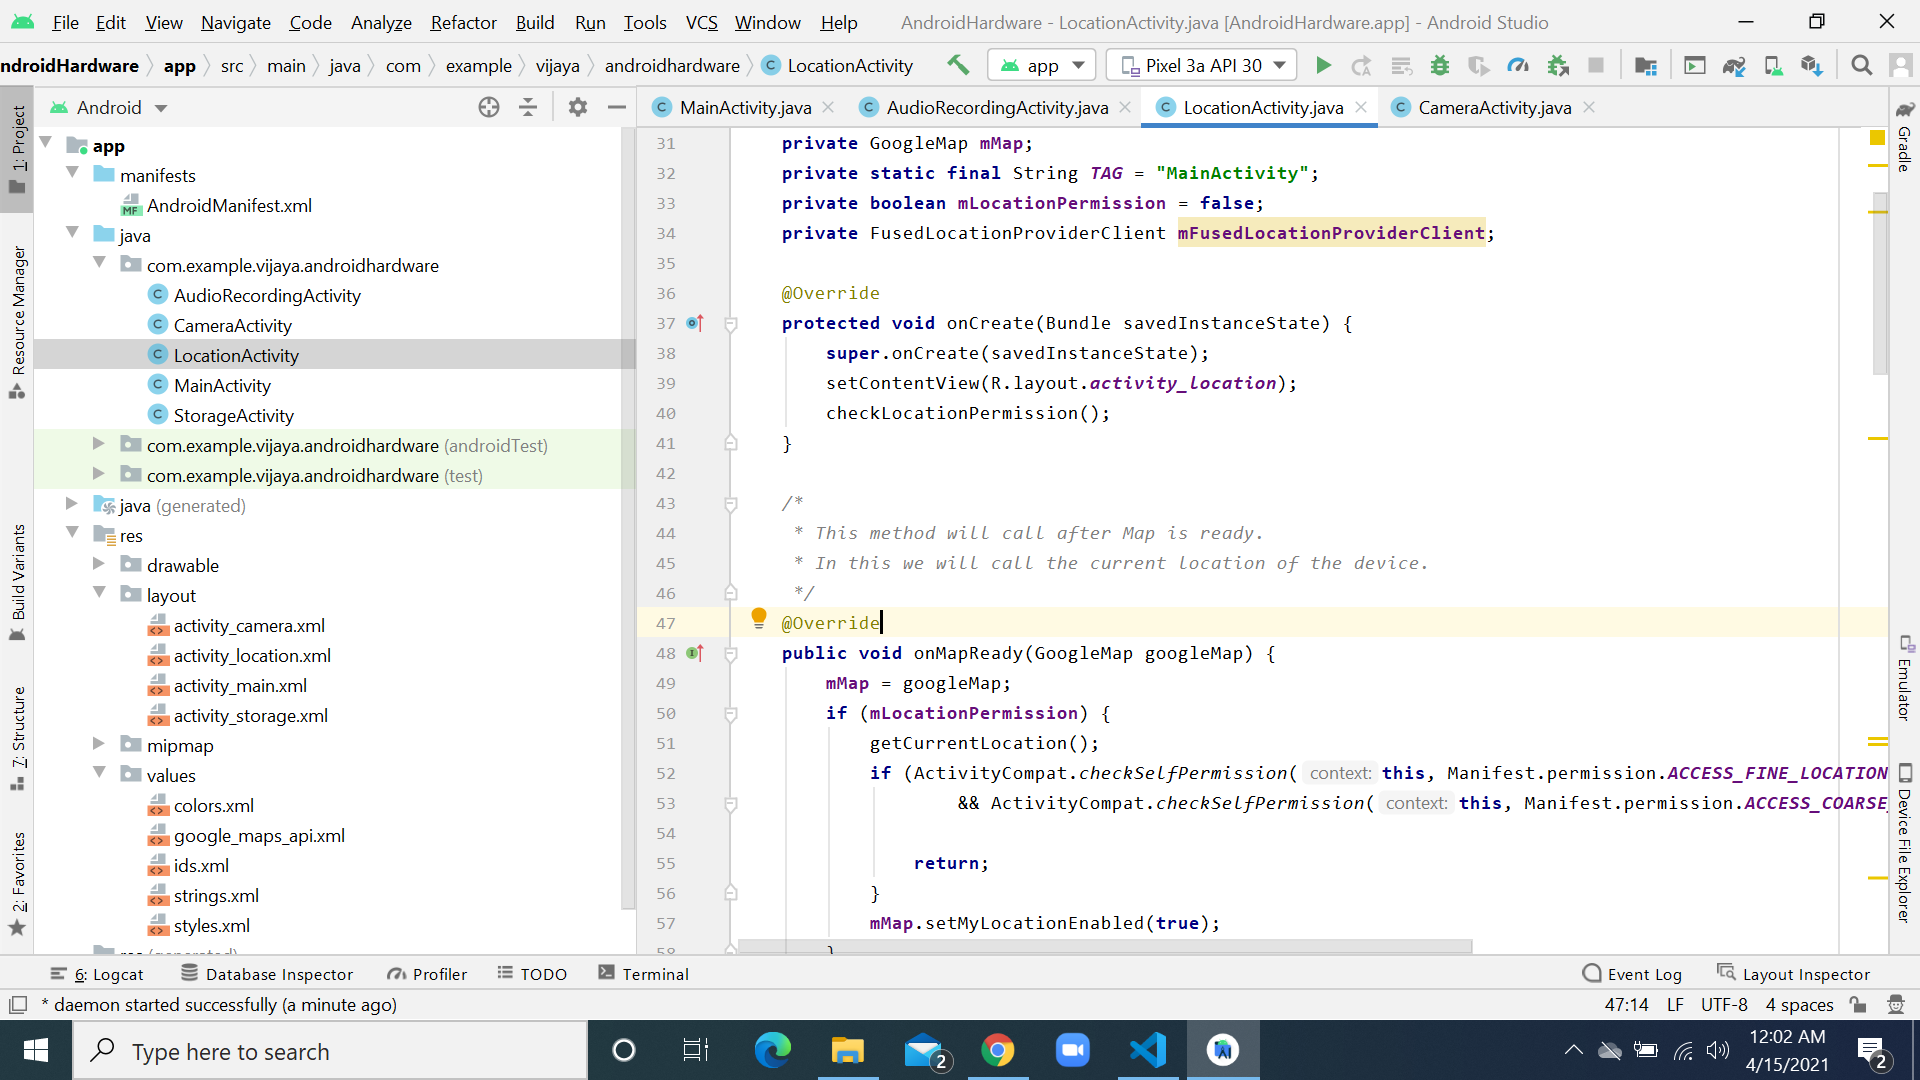 File Edit View Navigate Code Analyze Refactor Build Run Tools VCS Window Help AndroidHardware - LocationActivity.java [AndroidHardware.app] - Android Studio
ndroidHardware app src main java com example vijaya androidhardware LocationActivity app Pixel 3a API 30
Android
MainActivity.java AudioRecordingActivity.java LocationActivity.java CameraActivity.java
1: Project
Resource Manager
Build Variants
7: Structure
2: Favorites
app
manifests
AndroidManifest.xml
java
com.example.vijaya.androidhardware
AudioRecordingActivity
CameraActivity
LocationActivity
MainActivity
StorageActivity
com.example.vijaya.androidhardware (androidTest)
com.example.vijaya.androidhardware (test)
java (generated)
res
drawable
layout
activity_camera.xml
activity_location.xml
activity_main.xml
activity_storage.xml
mipmap
values
colors.xml
google_maps_api.xml
ids.xml
strings.xml
styles.xml
31 private GoogleMap mMap;
32 private static final String TAG = "MainActivity";
33 private boolean mLocationPermission = false;
34 private FusedLocationProviderClient mFusedLocationProviderClient;
35
36 @Override
37 protected void onCreate(Bundle savedInstanceState) {
38 super.onCreate(savedInstanceState);
39 setContentView(R.layout.activity_location);
40 checkLocationPermission();
41 }
42
43 /*
44 * This method will call after Map is ready.
45 * In this we will call the current location of the device.
46 */
47 @Override
48 public void onMapReady(GoogleMap googleMap) {
49 mMap = googleMap;
50 if (mLocationPermission) {
51 getCurrentLocation();
52 if (ActivityCompat.checkSelfPermission( context: this, Manifest.permission.ACCESS_FINE_LOCATION
53 && ActivityCompat.checkSelfPermission( context: this, Manifest.permission.ACCESS_COARSE_
54
55 return;
56 }
57 mMap.setMyLocationEnabled(true);
58 }
Gradle
Emulator
Device File Explorer
6: Logcat Database Inspector Profiler TODO Terminal Event Log Layout Inspector
* daemon started successfully (a minute ago) 47:14 LF UTF-8 4 spaces
Type here to search
2
12:02 AM
4/15/2021
2